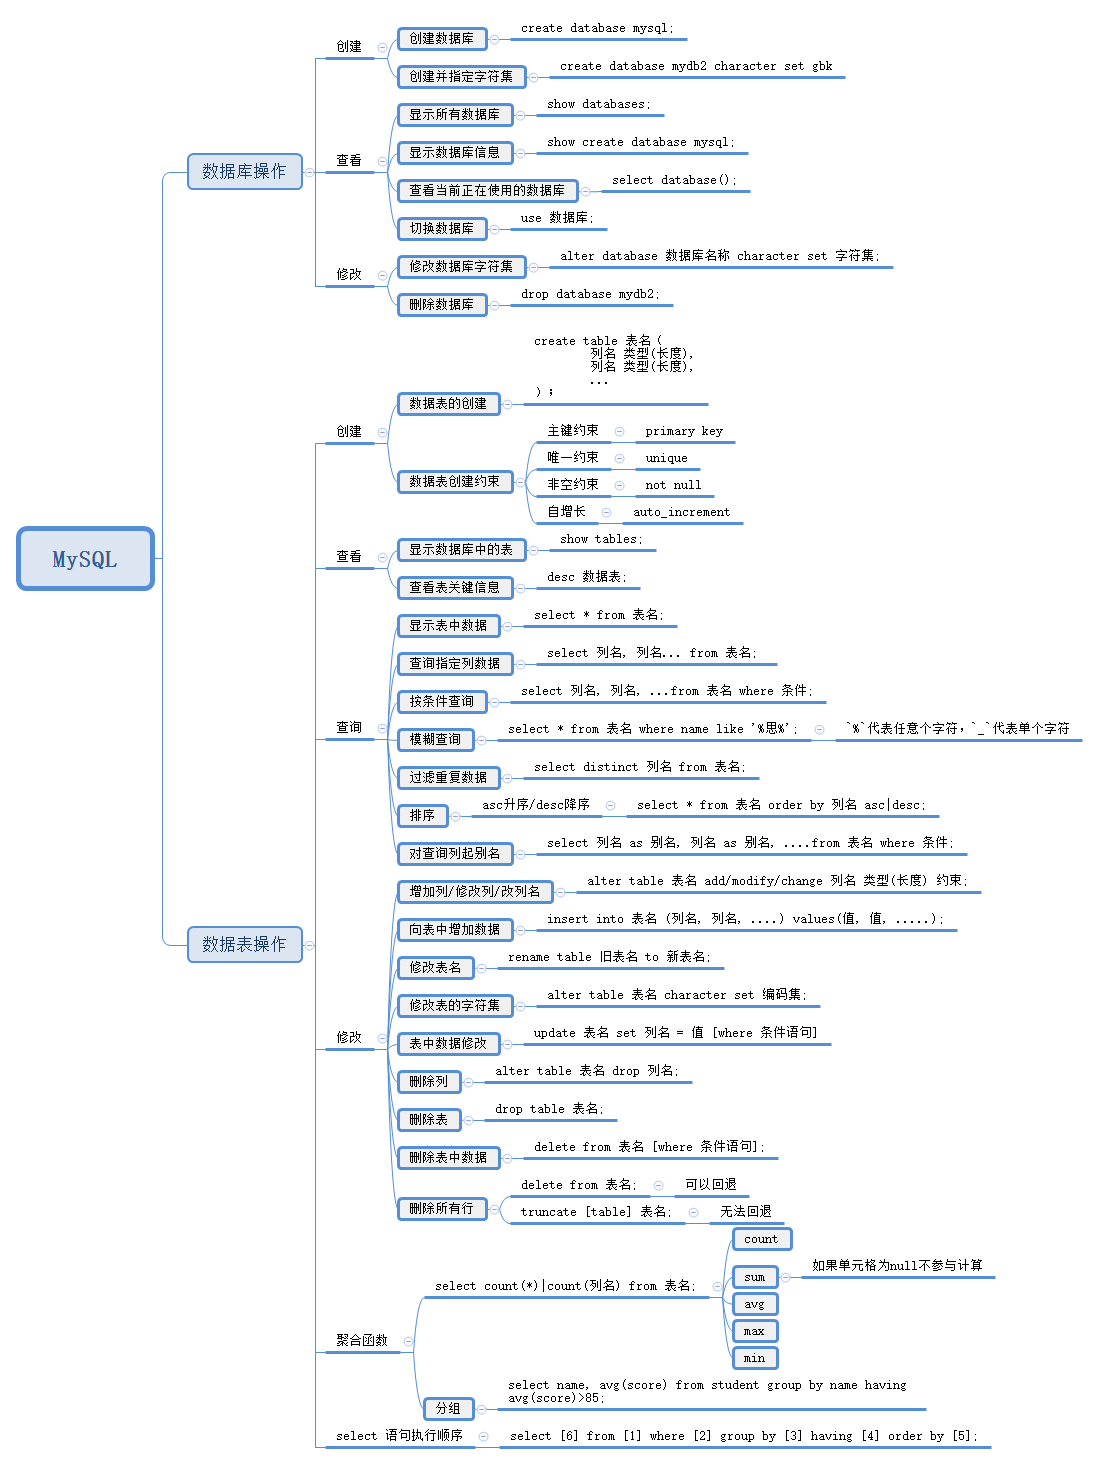 MySQL
数据库操作
创建
创建数据库
create database mysql;
创建并指定字符集
create database mydb2 character set gbk
查看
显示所有数据库
show databases;
显示数据库信息
show create database mysql;
查看当前正在使用的数据库
select database();
切换数据库
use 数据库;
修改
修改数据库字符集
alter database 数据库名称 character set 字符集;
删除数据库
drop database mydb2;
数据表操作
创建
数据表的创建
create table 表名(
列名 类型(长度),
列名 类型(长度),
...
);
数据表创建约束
主键约束
primary key
唯一约束
unique
非空约束
not null
自增长
auto_increment
查看
显示数据库中的表
show tables;
查看表关键信息
desc 数据表;
查询
显示表中数据
select * from 表名;
查询指定列数据
select 列名, 列名... from 表名;
按条件查询
select 列名, 列名, ...from 表名 where 条件;
模糊查询
select * from 表名 where name like '%思%';
`%`代表任意个字符，`_`代表单个字符
过滤重复数据
select distinct 列名 from 表名;
排序
asc升序/desc降序
select * from 表名 order by 列名 asc|desc;
对查询列起别名
select 列名 as 别名, 列名 as 别名, ....from 表名 where 条件;
修改
增加列/修改列/改列名
alter table 表名 add/modify/change 列名 类型(长度) 约束;
向表中增加数据
insert into 表名 (列名, 列名, ....) values(值, 值, .....);
修改表名
rename table 旧表名 to 新表名;
修改表的字符集
alter table 表名 character set 编码集;
表中数据修改
update 表名 set 列名 = 值 [where 条件语句]
删除列
alter table 表名 drop 列名;
删除表
drop table 表名;
删除表中数据
delete from 表名 [where 条件语句];
删除所有行
delete from 表名;
可以回退
truncate [table] 表名;
无法回退
聚合函数
select count(*)|count(列名) from 表名;
count
sum
如果单元格为null不参与计算
avg
max
min
分组
select name, avg(score) from student group by name having
avg(score)>85;
select 语句执行顺序
select [6] from [1] where [2] group by [3] having [4] order by [5];